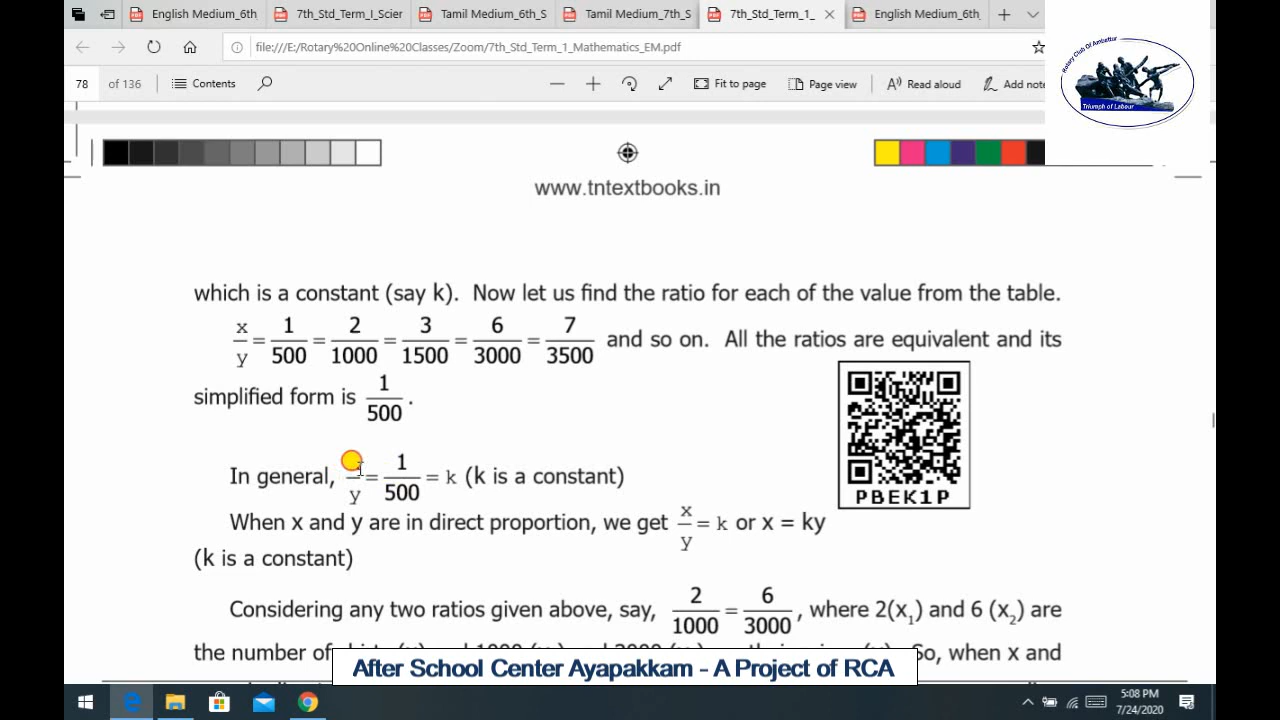 English Medium_6th
7th_Std_Term_I_Scier
Tamil Medium_6th_S
Tamil Medium_7th_S
7th_Std_Term_1_
English Medium_6th_
file:///E:/Rotary%20Online%20Classes/Zoom/7th_Std_Term_1_Mathematics_EM.pdf
78 of 136 Contents Fit to page Page view Read aloud Add note
Rotary Club Of Ambattur
Triumph of Labour
www.tntextbooks.in
which is a constant (say k). Now let us find the ratio for each of the value from the table.
x/y = 1/500 = 2/1000 = 3/1500 = 6/3000 = 7/3500 and so on. All the ratios are equivalent and its
simplified form is 1/500 .
In general, /y = 1/500 = k (k is a constant)
PBEK1P
When x and y are in direct proportion, we get x/y = k or x = ky
(k is a constant)
Considering any two ratios given above, say, 2/1000 = 6/3000 , where 2(x₁) and 6 (x₂) are
the number of So, when x and
After School Center Ayapakkam - A Project of RCA
5:08 PM
7/24/2020